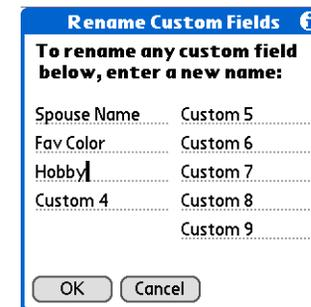 Rename Custom Fields
To rename any custom field
below, enter a new name:
Spouse Name Custom 5
Fav Color Custom 6
Hobby Custom 7
Custom 4 Custom 8
Custom 9
OK Cancel